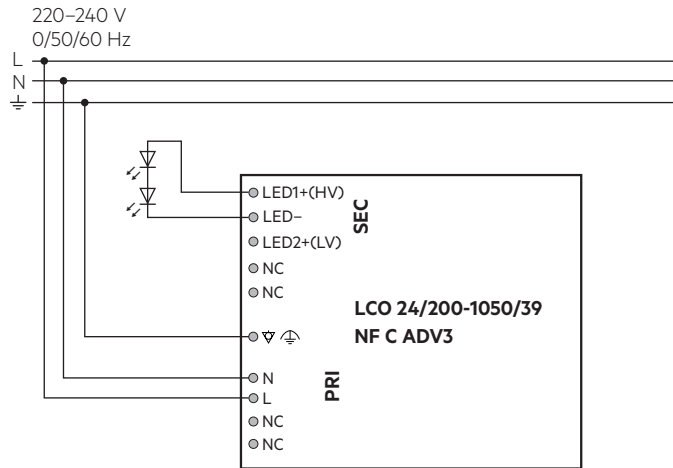 220–240 V
0/50/60 Hz
L
N
LED1+(HV)
LED–
LED2+(LV)
NC
NC
SEC
LCO 24/200-1050/39
NF C ADV3
N
L
NC
NC
PRI